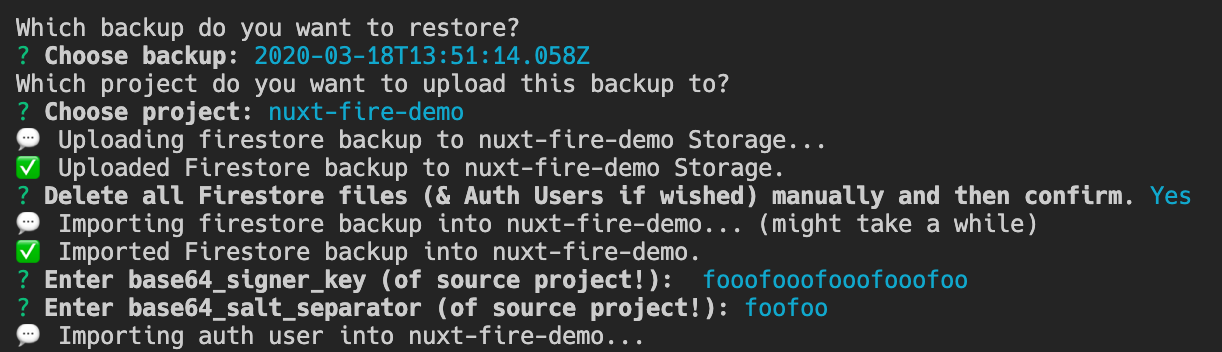 Which backup do you want to restore?
? Choose backup: 2020-03-18T13:51:14.058Z
Which project do you want to upload this backup to?
? Choose project: nuxt-fire-demo
💬 Uploading firestore backup to nuxt-fire-demo Storage...
✅ Uploaded Firestore backup to nuxt-fire-demo Storage.
? Delete all Firestore files (& Auth Users if wished) manually and then confirm. Yes
💬 Importing firestore backup into nuxt-fire-demo... (might take a while)
✅ Imported Firestore backup into nuxt-fire-demo.
? Enter base64_signer_key (of source project!):  fooofooofooofooofoo
? Enter base64_salt_separator (of source project!): foofoo
💬 Importing auth user into nuxt-fire-demo...